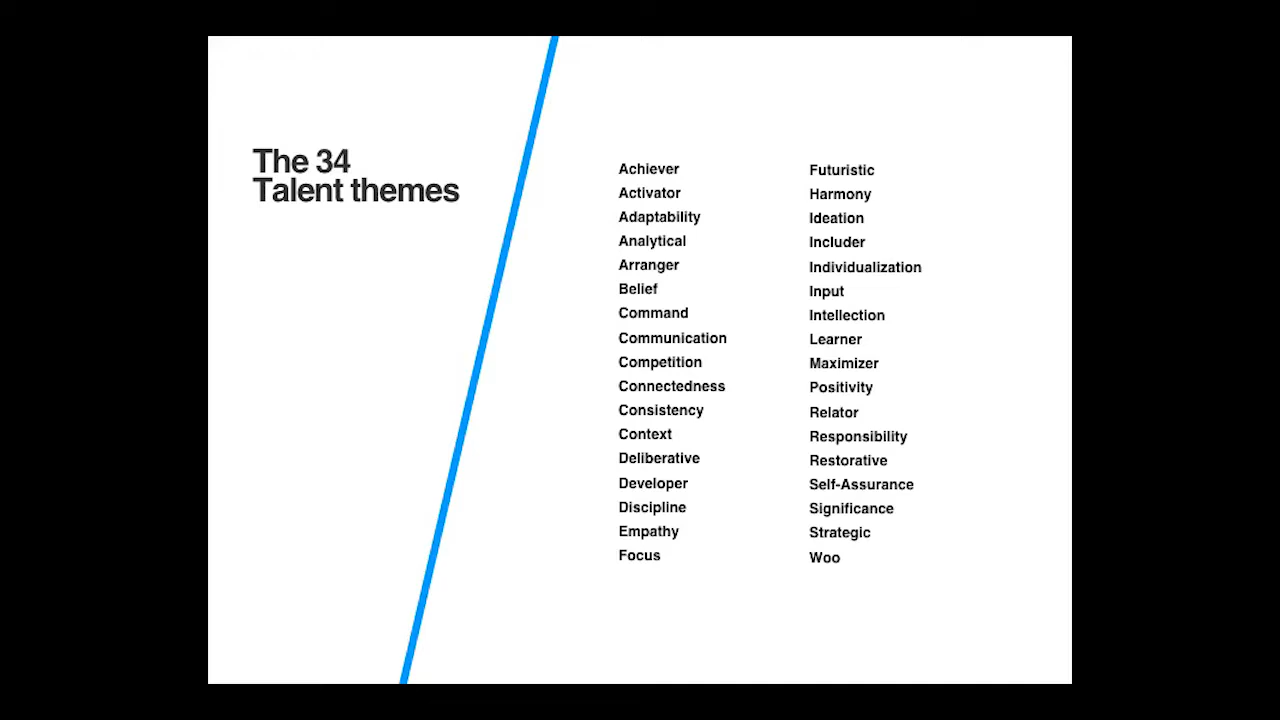 The 34
Talent themes
Achiever
Activator
Adaptability
Analytical
Arranger
Belief
Command
Communication
Competition
Connectedness
Consistency
Context
Deliberative
Developer
Discipline
Empathy
Focus
Futuristic
Harmony
Ideation
Includer
Individualization
Input
Intellection
Learner
Maximizer
Positivity
Relator
Responsibility
Restorative
Self-Assurance
Significance
Strategic
Woo